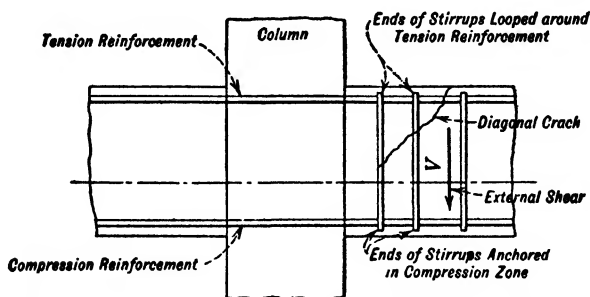 Ends of Stirrups Looped around
Tension Reinforcement
Column
Tension Reinforcement
Diagonal Crack
V
External Shear
Compression Reinforcement
Ends of Stirrups Anchored
in Compression Zone